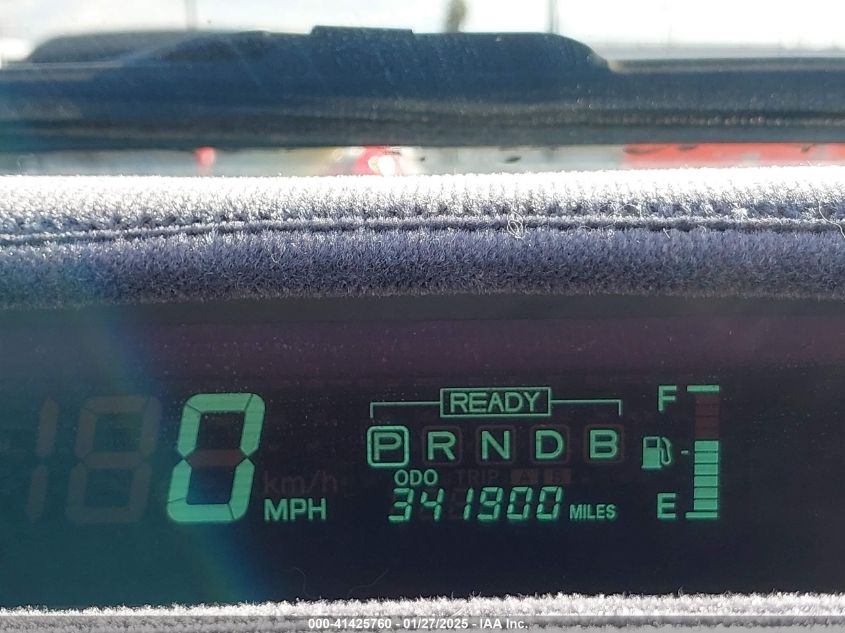 READY
F
P R N D B
ODO TRIP A B
0 km/h
MPH
341900 MILES
E
000-41425760 - 01/27/2025 - IAA Inc.